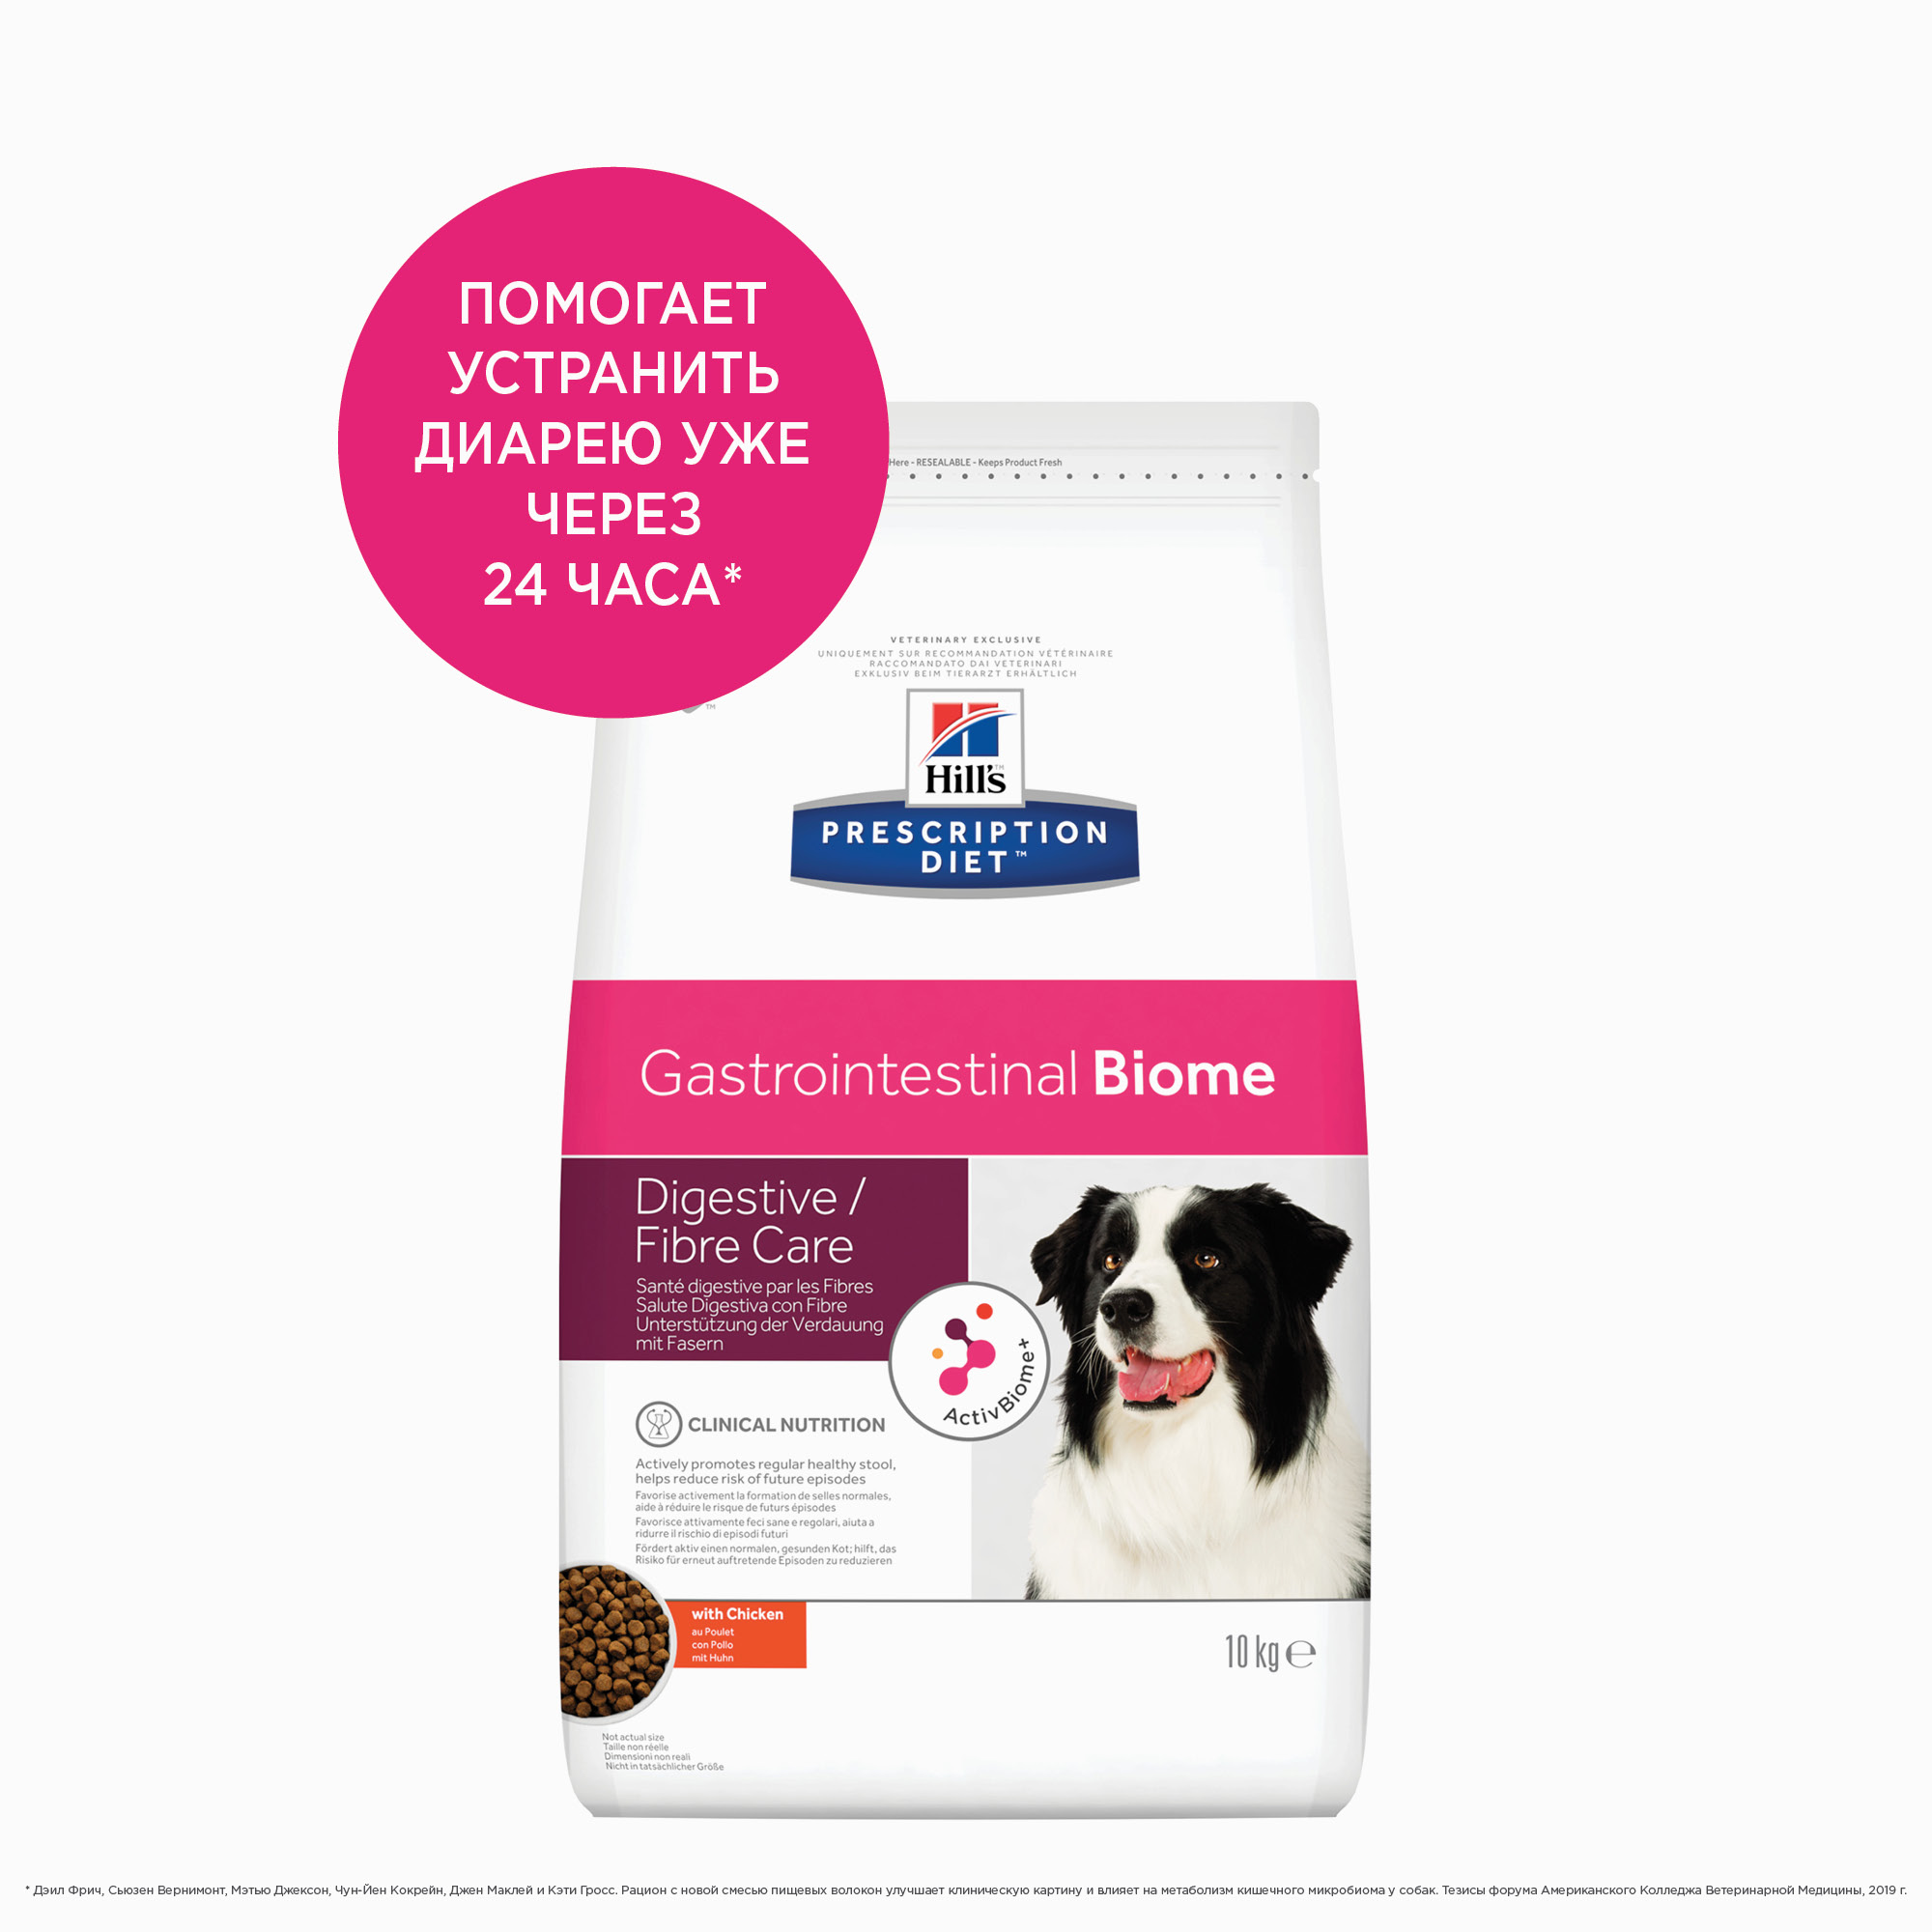 ПОМОГАЕТ
УСТРАНИТЬ
ДИАРЕЮ УЖЕ
ЧЕРЕЗ
24 ЧАСА*
Here - RESEALABLE - Keeps Product Fresh
VETERINARY EXCLUSIVE
UNIQUEMENT SUR RECOMMANDATION VÉTÉRINAIRE
RACCOMANDATO DAI VETERINARI
EXKLUSIV BEIM TIERARZT ERHÄLTLICH
TM
Hill's™
PRESCRIPTION
DIET™
Gastrointestinal Biome
Digestive /
Fibre Care
Santé digestive par les Fibres
Salute Digestiva con Fibre
Unterstützung der Verdauung
mit Fasern
ActivBiome+
CLINICAL NUTRITION
Actively promotes regular healthy stool,
helps reduce risk of future episodes
Favorise activement la formation de selles normales,
aide à réduire le risque de futurs épisodes
Favorisce attivamente feci sane e regolari, aiuta a
ridurre il rischio di episodi futuri
Fördert aktiv einen normalen, gesunden Kot; hilft, das
Risiko für erneut auftretende Episoden zu reduzieren
with Chicken
au Poulet
con Pollo
mit Huhn
10 kg ℮
Not actual size
Taille non réelle
Dimensioni non reali
Nicht in tatsächlicher Größe
* Дэил Фрич, Сьюзен Вернимонт, Мэтью Джексон, Чун-Йен Кокрейн, Джен Маклей и Кэти Гросс. Рацион с новой смесью пищевых волокон улучшает клиническую картину и влияет на метаболизм кишечного микробиома у собак. Тезисы форума Американского Колледжа Ветеринарной Медицины, 2019 г.